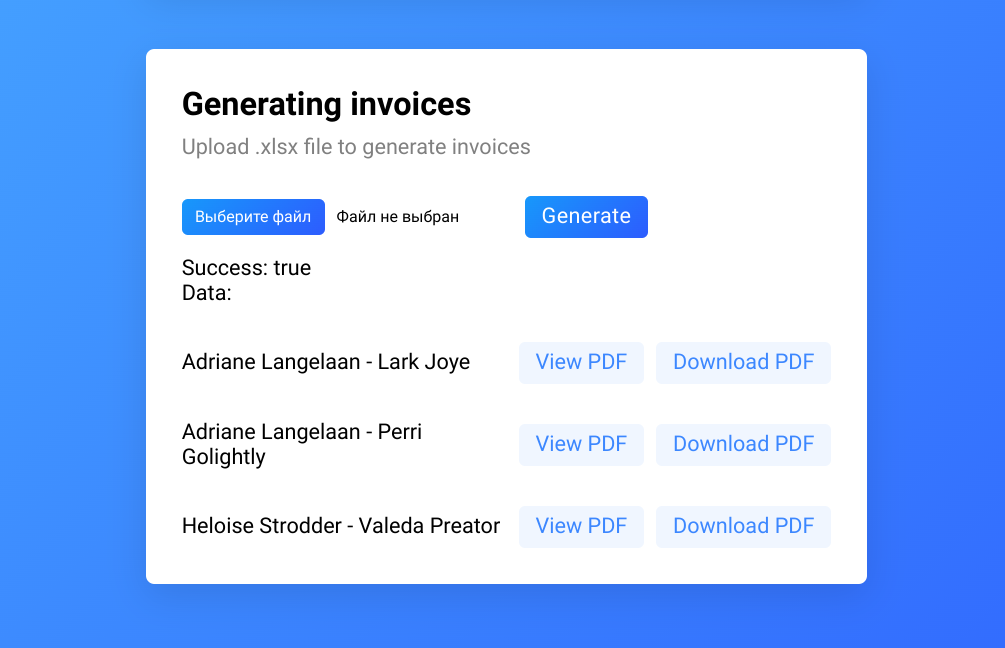 Generating invoices
Upload .xlsx file to generate invoices
Выберите файл Файл не выбран Generate
Success: true
Data:
Adriane Langelaan - Lark Joye View PDF Download PDF
Adriane Langelaan - Perri
Golightly View PDF Download PDF
Heloise Strodder - Valeda Preator View PDF Download PDF